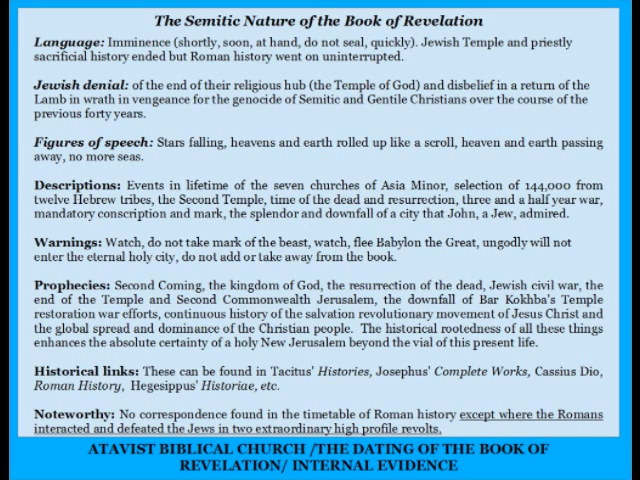 The Semitic Nature of the Book of Revelation
Language: Imminence (shortly, soon, at hand, do not seal, quickly). Jewish Temple and priestly
sacrificial history ended but Roman history went on uninterrupted.
Jewish denial: of the end of their religious hub (the Temple of God) and disbelief in a return of the
Lamb in wrath in vengeance for the genocide of Semitic and Gentile Christians over the course of the
previous forty years.
Figures of speech: Stars falling, heavens and earth rolled up like a scroll, heaven and earth passing
away, no more seas.
Descriptions: Events in lifetime of the seven churches of Asia Minor, selection of 144,000 from
twelve Hebrew tribes, the Second Temple, time of the dead and resurrection, three and a half year war,
mandatory conscription and mark, the splendor and downfall of a city that John, a Jew, admired.
Warnings: Watch, do not take mark of the beast, watch, flee Babylon the Great, ungodly will not
enter the eternal holy city, do not add or take away from the book.
Prophecies: Second Coming, the kingdom of God, the resurrection of the dead, Jewish civil war, the
end of the Temple and Second Commonwealth Jerusalem, the downfall of Bar Kokhba's Temple
restoration war efforts, continuous history of the salvation revolutionary movement of Jesus Christ and
the global spread and dominance of the Christian people. The historical rootedness of all these things
enhances the absolute certainty of a holy New Jerusalem beyond the vial of this present life.
Historical links: These can be found in Tacitus' Histories, Josephus' Complete Works, Cassius Dio,
Roman History, Hegesippus' Historiae, etc.
Noteworthy: No correspondence found in the timetable of Roman history except where the Romans
interacted and defeated the Jews in two extraordinary high profile revolts.
ATAVIST BIBLICAL CHURCH /THE DATING OF THE BOOK OF
REVELATION/ INTERNAL EVIDENCE